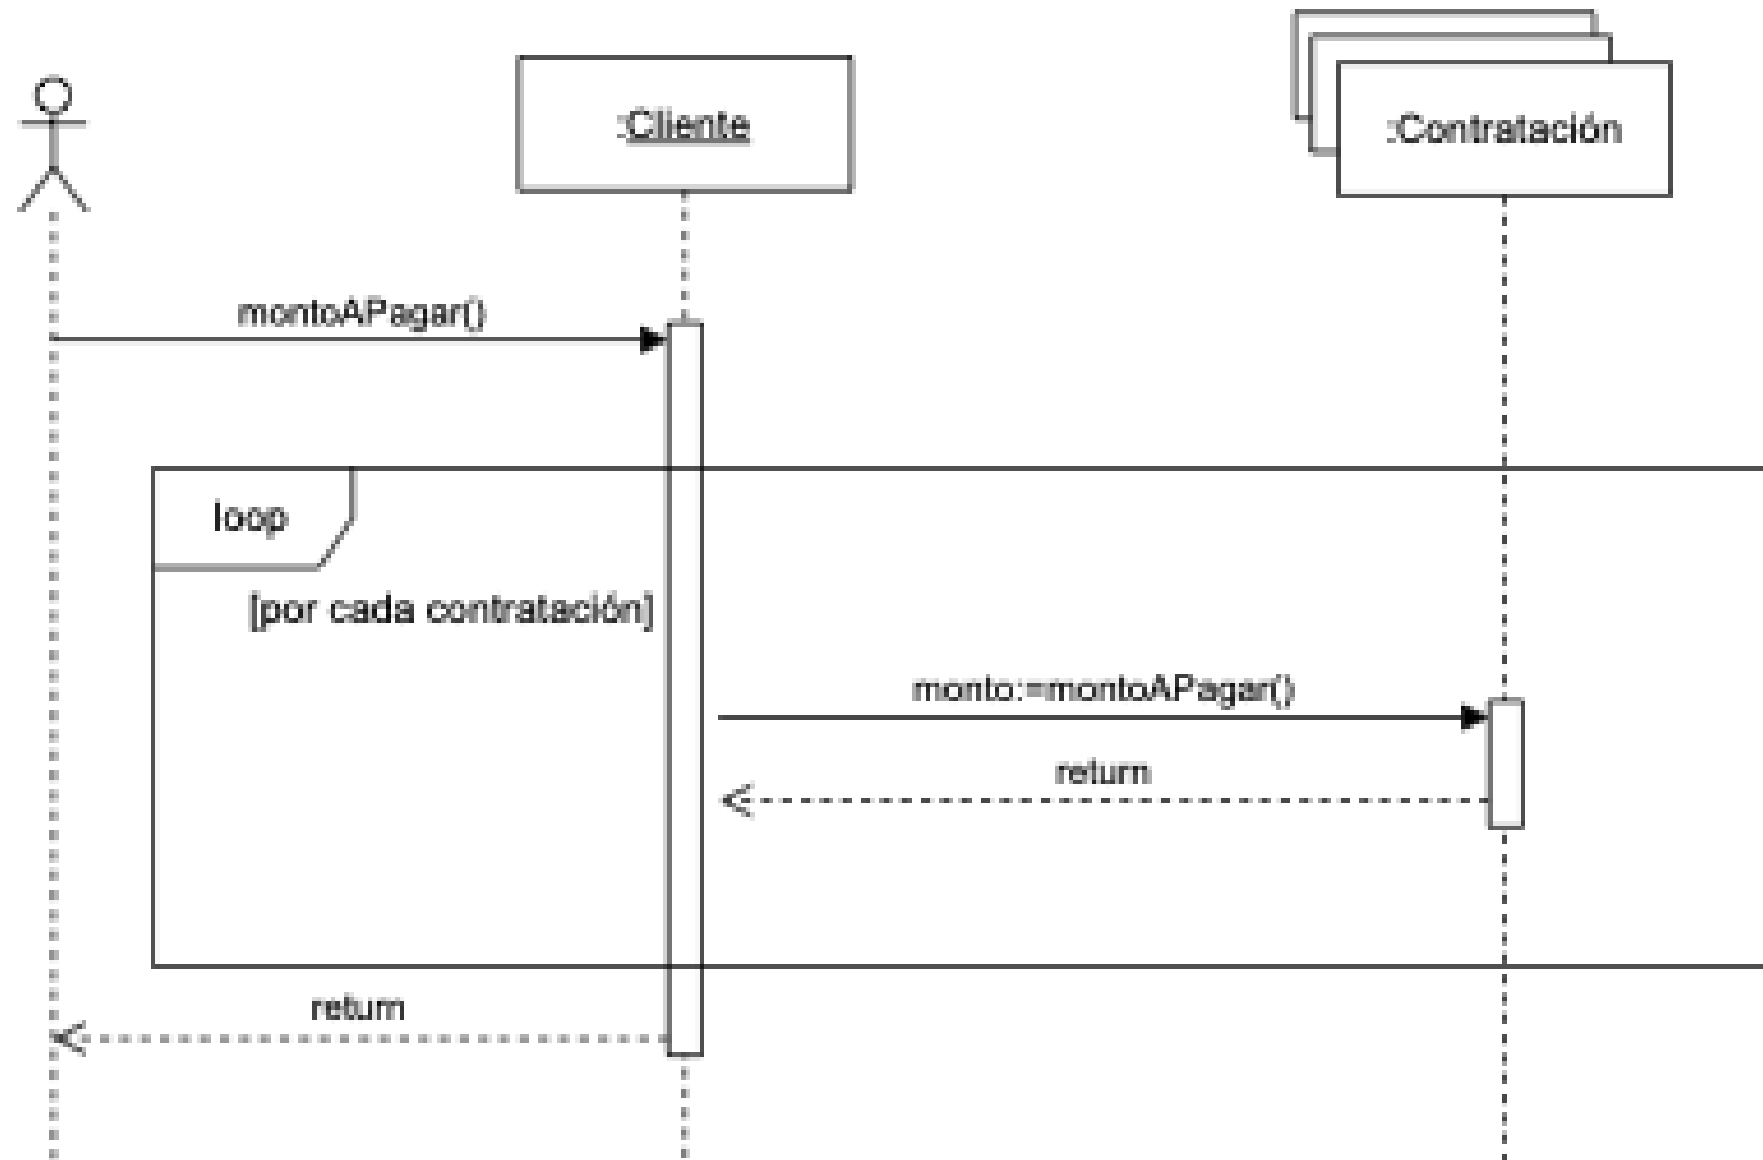 :Cliente
:Contratación
montoAPagar()
loop
[por cada contratación]
monto:=montoAPagar()
return
return